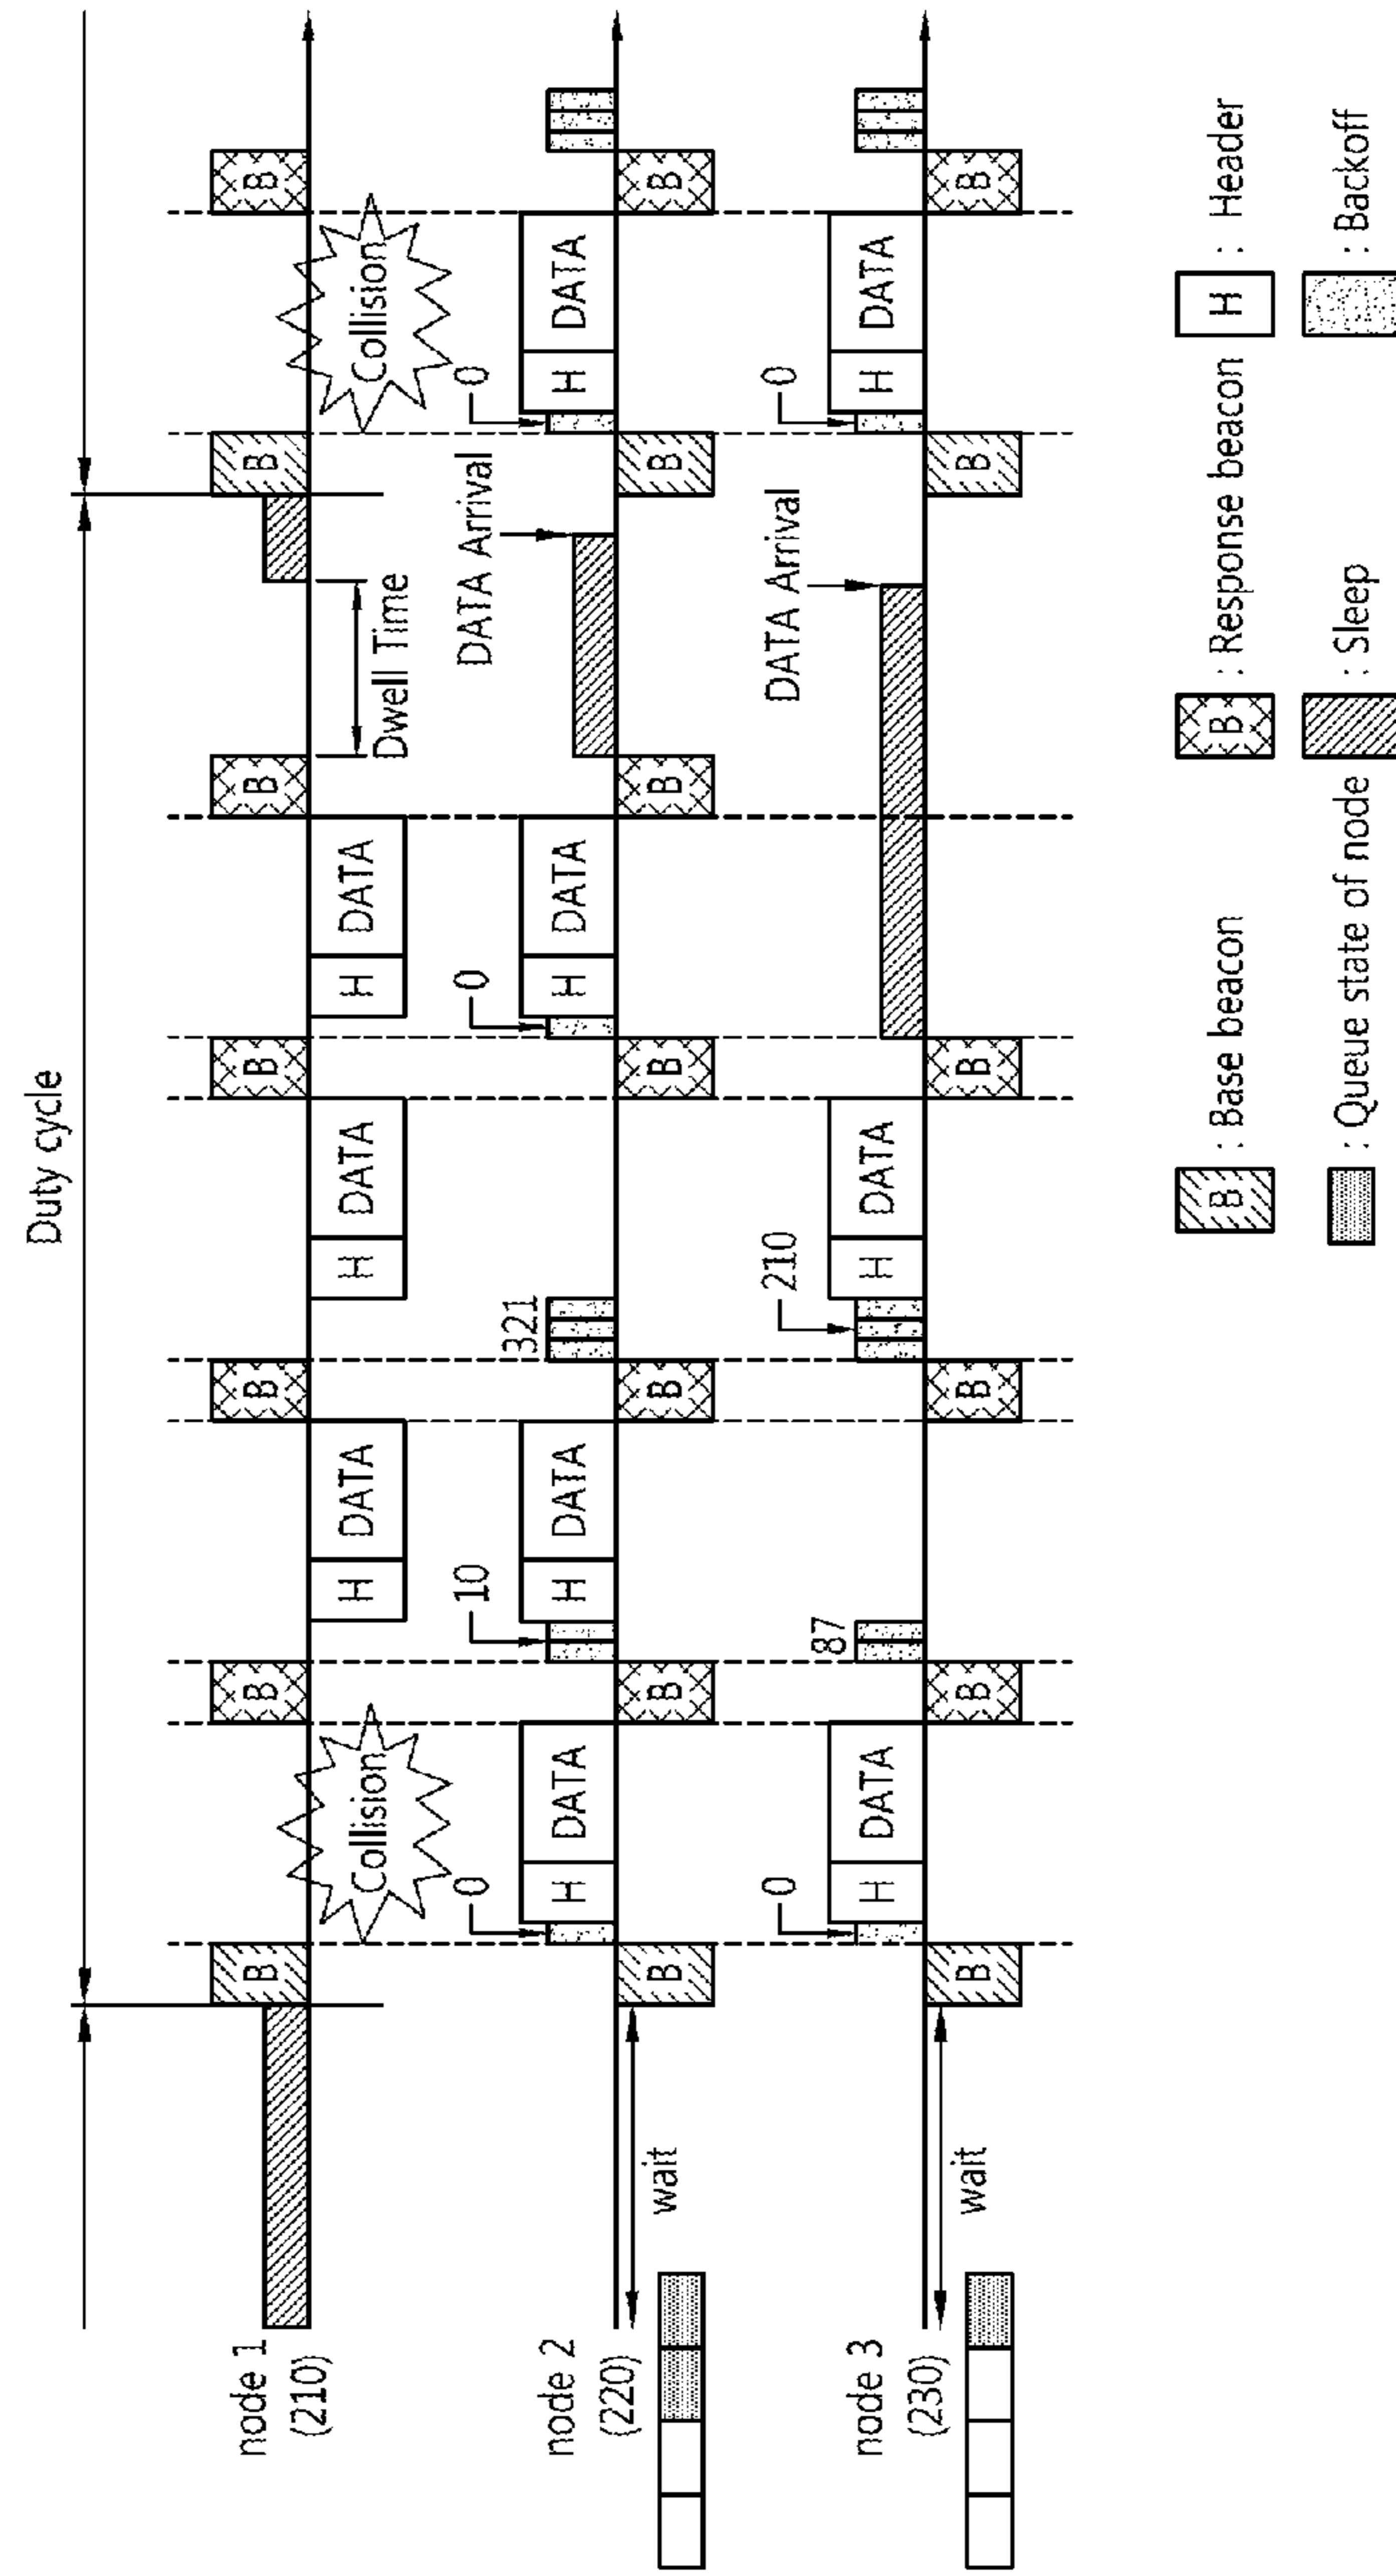 Duty cycle
B B B B B B B
node 1
(210)
Collision H DATA H DATA H DATA Dwell Time Collision
0 10 321 0 DATA Arrival 0
node 2
H DATA H DATA H DATA H DATA
(220)
B B B B B B B
wait
0 87 210 DATA Arrival 0
node 3
H DATA H DATA H DATA
(230)
B B B B B B
wait
B : Base beacon
B : Response beacon
H : Header
: Queue state of node
: Sleep
: Backoff